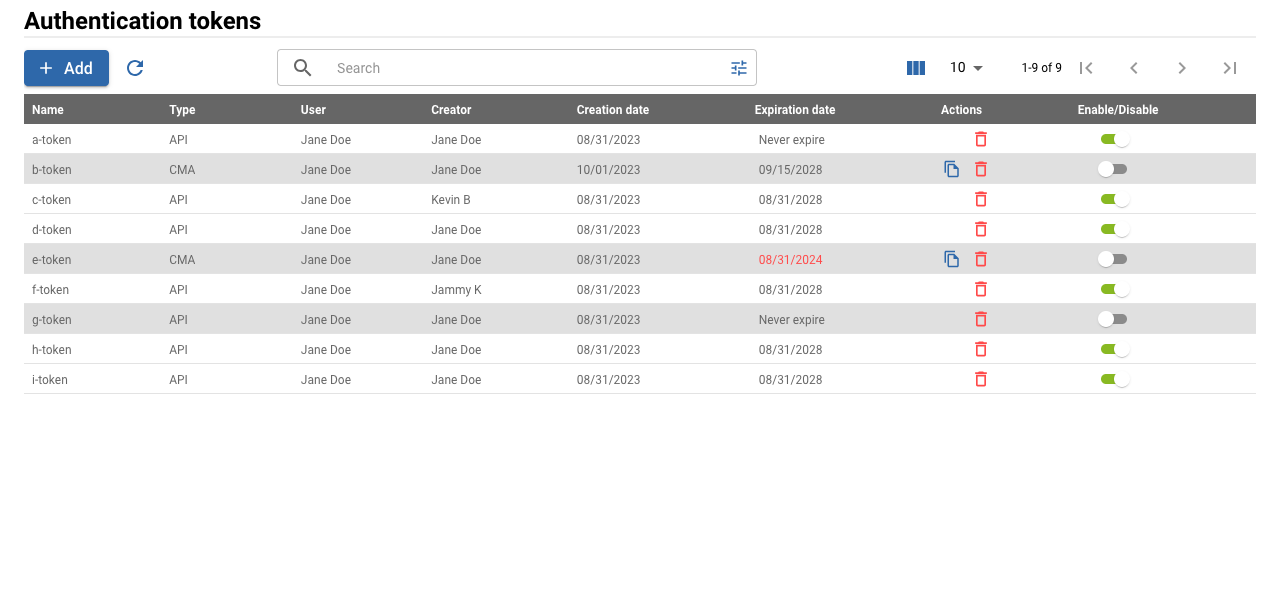 Authentication tokens
Add Search 10 1-9 of 9
Name Type User Creator Creation date Expiration date Actions Enable/Disable
a-token API Jane Doe Jane Doe 08/31/2023 Never expire
b-token CMA Jane Doe Jane Doe 10/01/2023 09/15/2028
c-token API Jane Doe Kevin B 08/31/2023 08/31/2028
d-token API Jane Doe Jane Doe 08/31/2023 08/31/2028
e-token CMA Jane Doe Jane Doe 08/31/2023 08/31/2024
f-token API Jane Doe Jammy K 08/31/2023 08/31/2028
g-token API Jane Doe Jane Doe 08/31/2023 Never expire
h-token API Jane Doe Jane Doe 08/31/2023 08/31/2028
i-token API Jane Doe Jane Doe 08/31/2023 08/31/2028